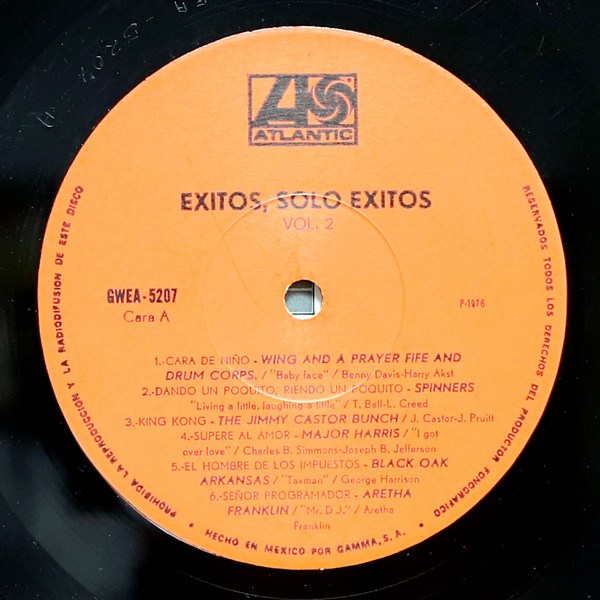 ATLANTIC
EXITOS, SOLO EXITOS
VOL. 2
GWEA-5207
Cara A
P-1976
1.-CARA DE NIÑO - WING AND A PRAYER FIFE AND
DRUM CORPS. / "Baby face" / Benny Davis-Harry Akst
2.-DANDO UN POQUITO, RIENDO UN POQUITO - SPINNERS
"Living a little, laughing a little" / T. Bell-L. Creed
3.-KING KONG - THE JIMMY CASTOR BUNCH / J. Castor-J. Pruitt
4.-SUPERE AL AMOR - MAJOR HARRIS / "I got
over love" / Charles B. Simmons-Joseph B. Jefferson
5.-EL HOMBRE DE LOS IMPUESTOS - BLACK OAK
ARKANSAS / "Taxman" / George Harrison
6.-SEÑOR PROGRAMADOR - ARETHA
FRANKLIN / "Mr. D J," / Aretha
Franklin
PROHIBIDA LA REPRODUCCION Y LA RADIODIFUSION DE ESTE DISCO
RESERVADOS TODOS LOS DERECHOS DEL PRODUCTOR FONOGRAFICO
• HECHO EN MEXICO POR GAMMA, S. A. •